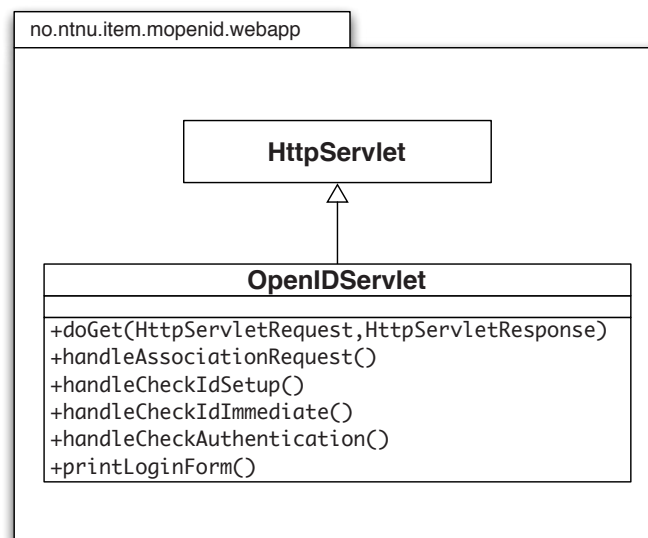 no.ntnu.item.mopenid.webapp
HttpServlet
OpenIDServlet
+doGet(HttpServletRequest,HttpServletResponse)
+handleAssociationRequest()
+handleCheckIdSetup()
+handleCheckIdImmediate()
+handleCheckAuthentication()
+printLoginForm()